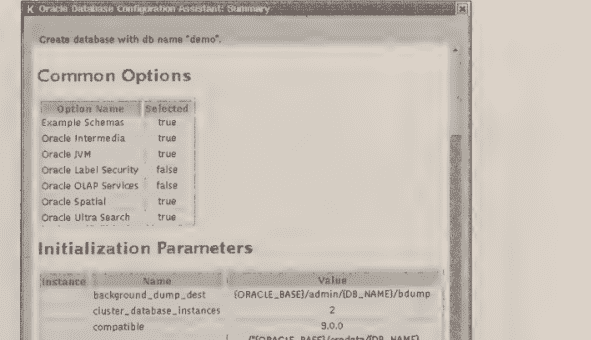 K Oracle Database Configuration Assistant: Summary
Create database with db name "demo".
Common Options
Option Name Selected
Example Schemas true
Oracle Intermedia true
Oracle JVM true
Oracle Label Security false
Oracle OLAP Services false
Oracle Spatial true
Oracle Ultra Search true
Initialization Parameters
Instance Name Value
background_dump_dest {ORACLE_BASE}/admin/{DB_NAME}/bdump
cluster_database_instances 2
compatible 9.0.0